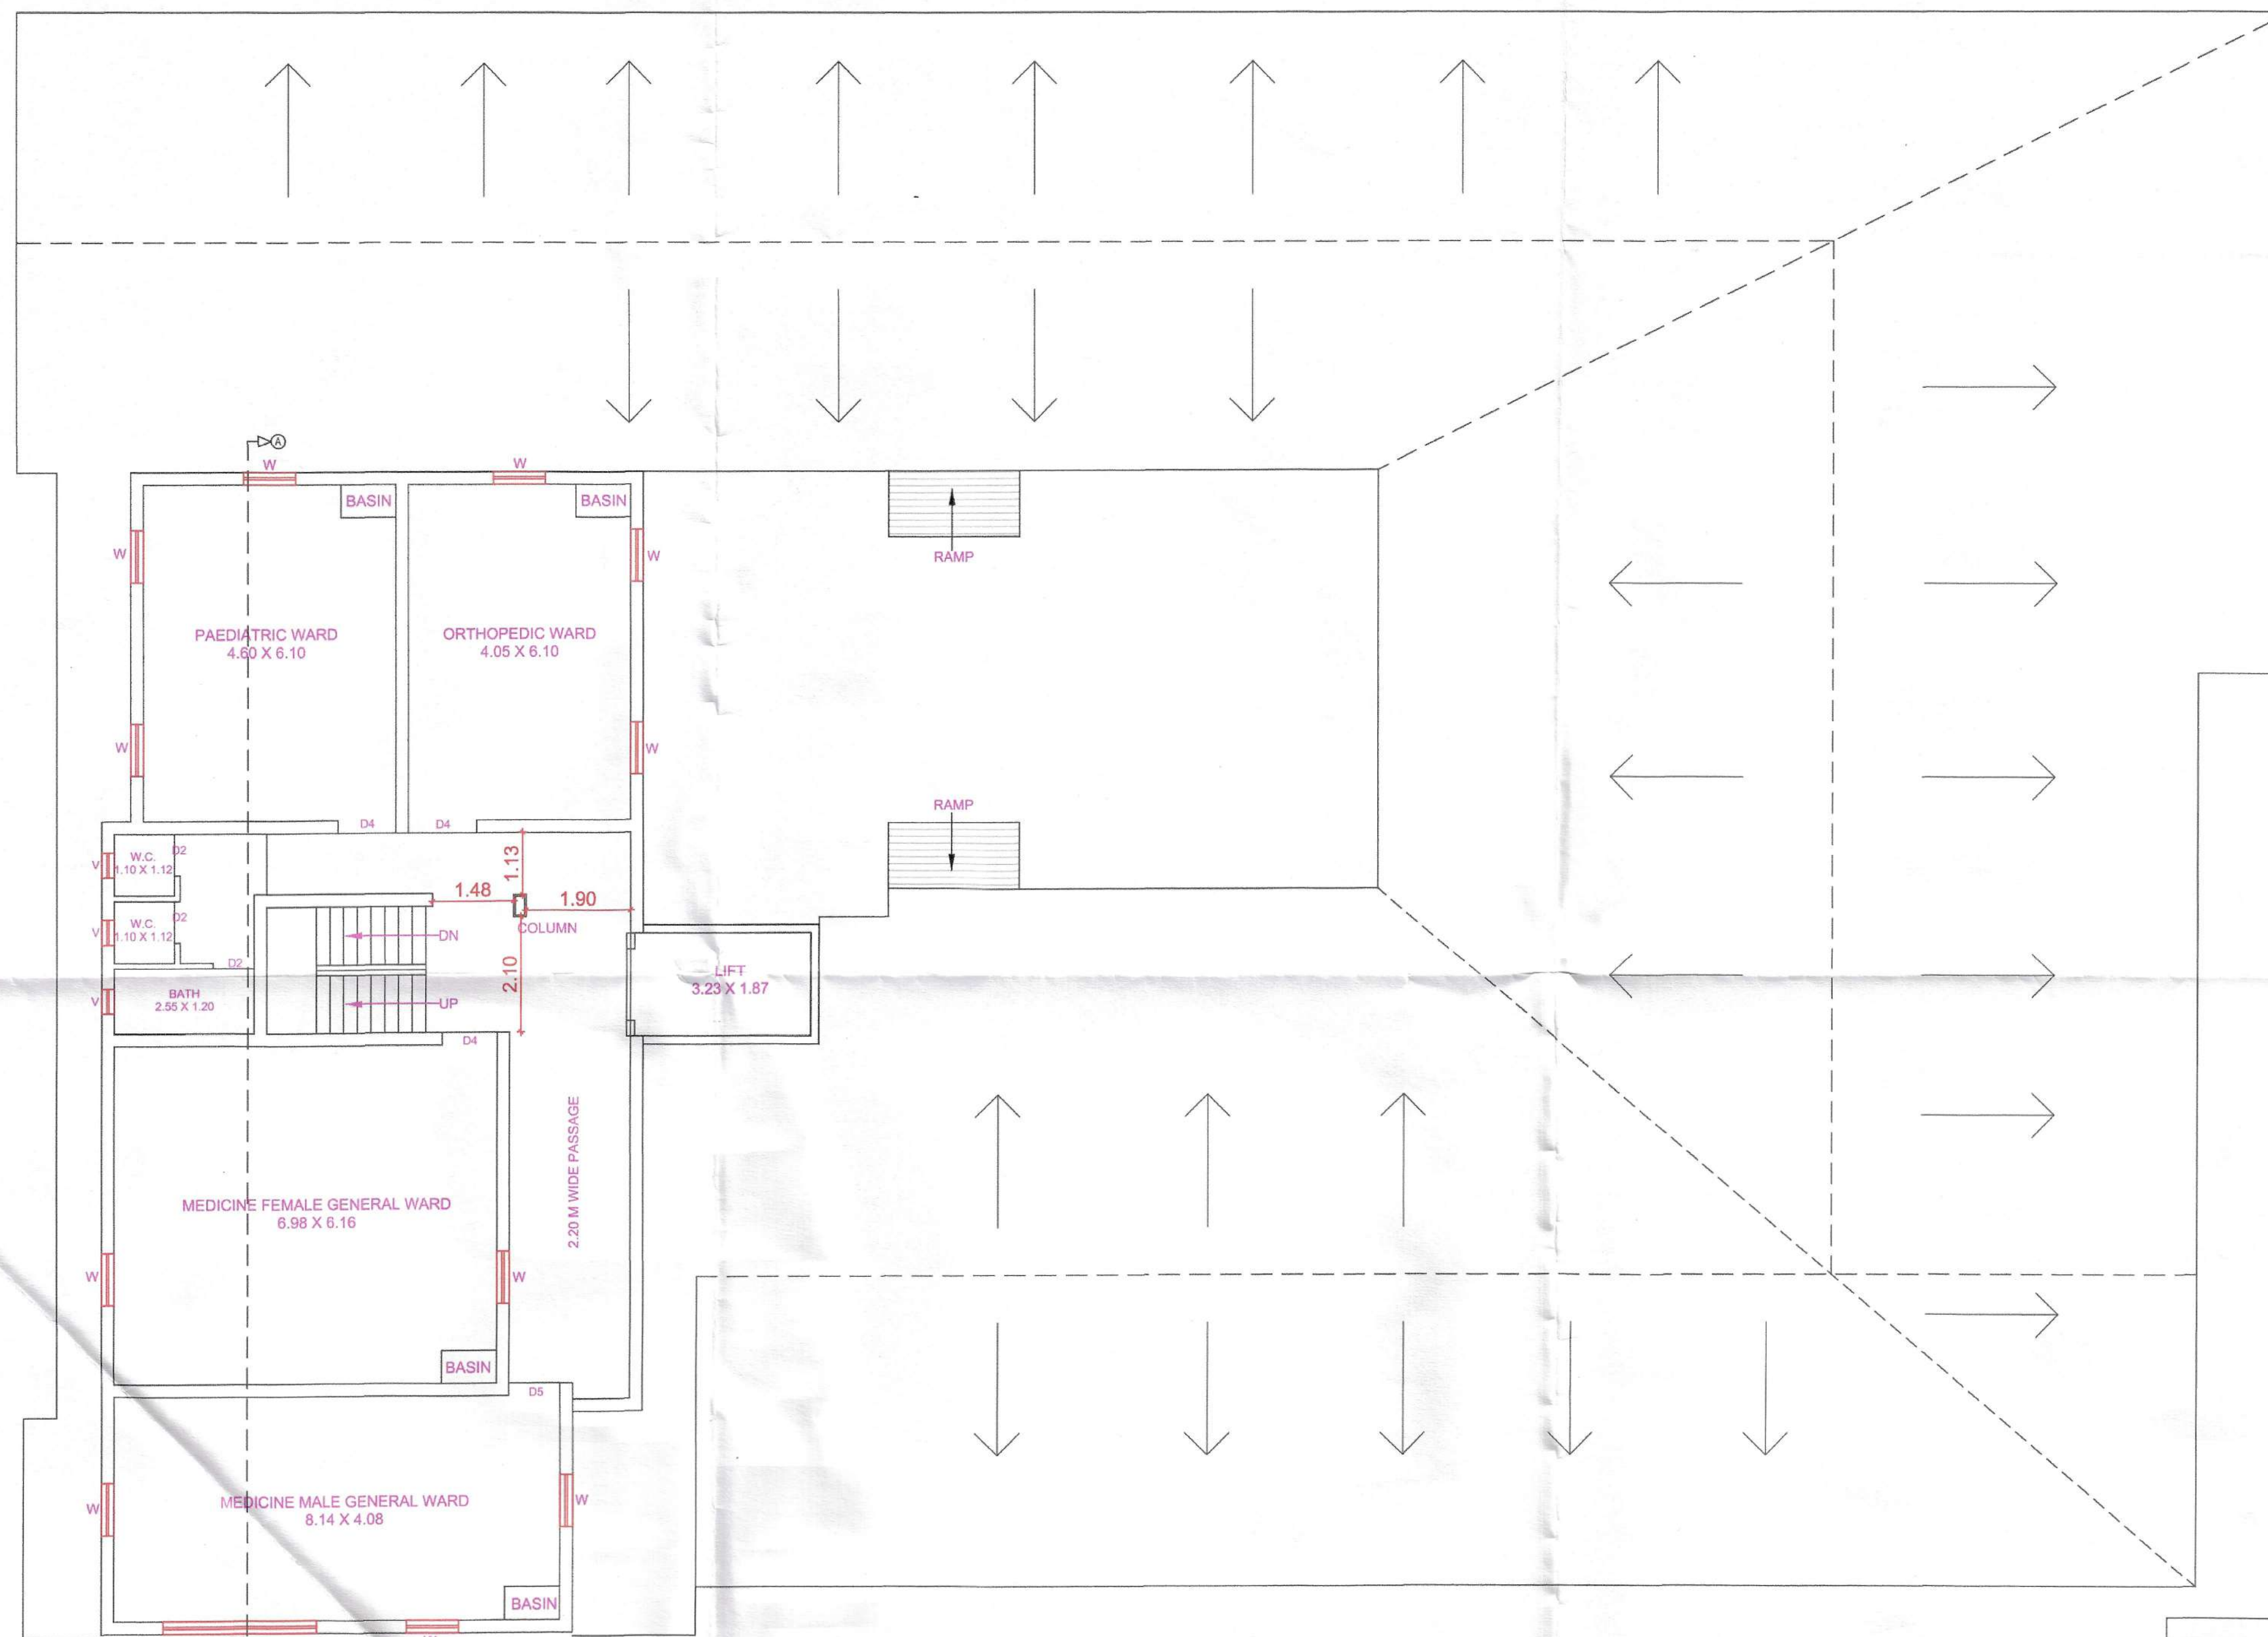 A
W
W
BASIN
BASIN
W
W
RAMP
PAEDIATRIC WARD
4.60 X 6.10
ORTHOPEDIC WARD
4.05 X 6.10
W
W
RAMP
D4
D4
1.13
W.C.
1.10 X 1.12
D2
V
1.48
1.90
W.C.
1.10 X 1.12
D2
V
COLUMN
DN
D2
2.10
LIFT
3.23 X 1.87
BATH
2.55 X 1.20
V
UP
D4
2.20 M WIDE PASSAGE
MEDICINE FEMALE GENERAL WARD
6.98 X 6.16
W
W
BASIN
D5
MEDICINE MALE GENERAL WARD
8.14 X 4.08
W
W
BASIN